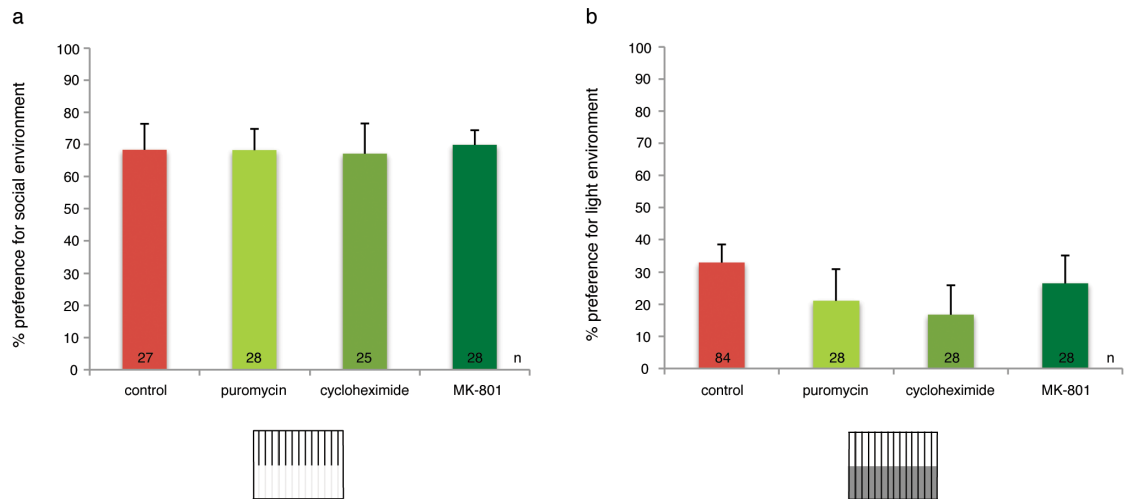 a
% preference for social environment
100
90
80
70
60
50
40
30
20
10
0
27
28
25
28
n
control
puromycin
cycloheximide
MK-801
b
% preference for light environment
100
90
80
70
60
50
40
30
20
10
0
84
28
28
28
n
control
puromycin
cycloheximide
MK-801